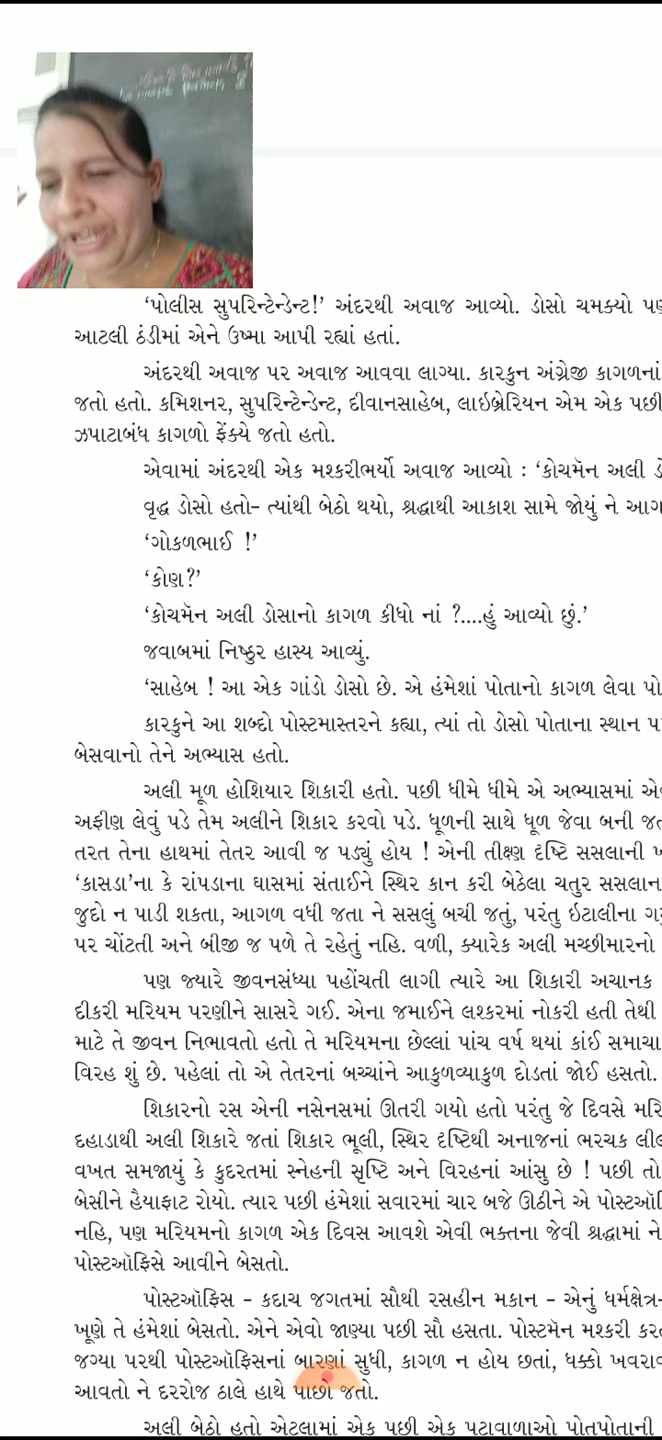 ‘પોલીસ સુપરિન્ટેન્ડેન્ટ!’ અંદરથી અવાજ આવ્યો. ડોસો ચમક્યો પણ
આટલી ઠંડીમાં એને ઉષ્મા આપી રહ્યાં હતાં.
અંદરથી અવાજ પર અવાજ આવવા લાગ્યા. કારકુન અંગ્રેજી કાગળનાં
જતો હતો. કમિશનર, સુપરિન્ટેન્ડેન્ટ, દીવાનસાહેબ, લાઇબ્રેરિયન એમ એક પછી
ઝપાટાબંધ કાગળો ફેંક્યે જતો હતો.
એવામાં અંદરથી એક મશ્કરીભર્યો અવાજ આવ્યો : ‘કોચમૅન અલી
વૃદ્ધ ડોસો હતો- ત્યાંથી બેઠો થયો, શ્રદ્ધાથી આકાશ સામે જોયું ને
‘ગોકળભાઈ !’
‘કોણ?’
‘કોચમૅન અલી ડોસાનો કાગળ કીધો નાં ?....હું આવ્યો છું.’
જવાબમાં નિષ્ઠુર હાસ્ય આવ્યું.
‘સાહેબ ! આ એક ગાંડો ડોસો છે. એ હંમેશાં પોતાનો કાગળ લેવા
કારકુને આ શબ્દો પોસ્ટમાસ્તરને કહ્યા, ત્યાં તો ડોસો પોતાના સ્થાન
બેસવાનો તેને અભ્યાસ હતો.
અલી મૂળ હોશિયાર શિકારી હતો. પછી ધીમે ધીમે એ અભ્યાસમાં
અફીણ લેવું પડે તેમ અલીને શિકાર કરવો પડે. ધૂળની સાથે ધૂળ જેવા બની
તરત તેના હાથમાં તેતર આવી જ પડ્યું હોય ! એની તીક્ષ્ણ દૃષ્ટિ સસલાની
‘કાસડા’ના કે રાંપડાના ઘાસમાં સંતાઈને સ્થિર કાન કરી બેઠેલા ચતુર
જુદો ન પાડી શકતા, આગળ વધી જતા ને સસલું બચી જતું, પરંતુ ઇટાલીના
પર ચોંટતી અને બીજી જ પળે તે રહેતું નહિ. વળી, ક્યારેક અલી મચ્છીમારનો
પણ જ્યારે જીવનસંધ્યા પહોંચતી લાગી ત્યારે આ શિકારી અચાનક
દીકરી મરિયમ પરણીને સાસરે ગઈ. એના જમાઈને લશ્કરમાં નોકરી હતી તેથી
માટે તે જીવન નિભાવતો હતો તે મરિયમના છેલ્લાં પાંચ વર્ષ થયાં કાંઈ
વિરહ શું છે. પહેલાં તો એ તેતરનાં બચ્ચાંને આકુળવ્યાકુળ દોડતાં જોઈ હસતો.
શિકારનો રસ એની નસેનસમાં ઊતરી ગયો હતો પરંતુ જે દિવસે
દહાડાથી અલી શિકારે જતાં શિકાર ભૂલી, સ્થિર દૃષ્ટિથી અનાજનાં ભરચક
વખત સમજાયું કે કુદરતમાં સ્નેહની સૃષ્ટિ અને વિરહનાં આંસુ છે ! પછી તો
બેસીને હૈયાફાટ રોયો. ત્યાર પછી હંમેશાં સવારમાં ચાર બજે ઊઠીને એ
નહિ, પણ મરિયમનો કાગળ એક દિવસ આવશે એવી ભક્તના જેવી શ્રદ્ધામાં ને
પોસ્ટઑફિસે આવીને બેસતો.
પોસ્ટઑફિસ - કદાચ જગતમાં સૌથી રસહીન મકાન - એનું ધર્મક્ષેત્ર-
ખૂણે તે હંમેશાં બેસતો. એને એવો જાણ્યા પછી સૌ હસતા. પોસ્ટમૅન મશ્કરી
જગ્યા પરથી પોસ્ટઑફિસનાં બારણાં સુધી, કાગળ ન હોય છતાં, ધક્કો
આવતો ને દરરોજ ઠાલે હાથે પાછો જતો.
અલી બેઠો હતો એટલામાં એક પછી એક પટાવાળાઓ પોતપોતાની